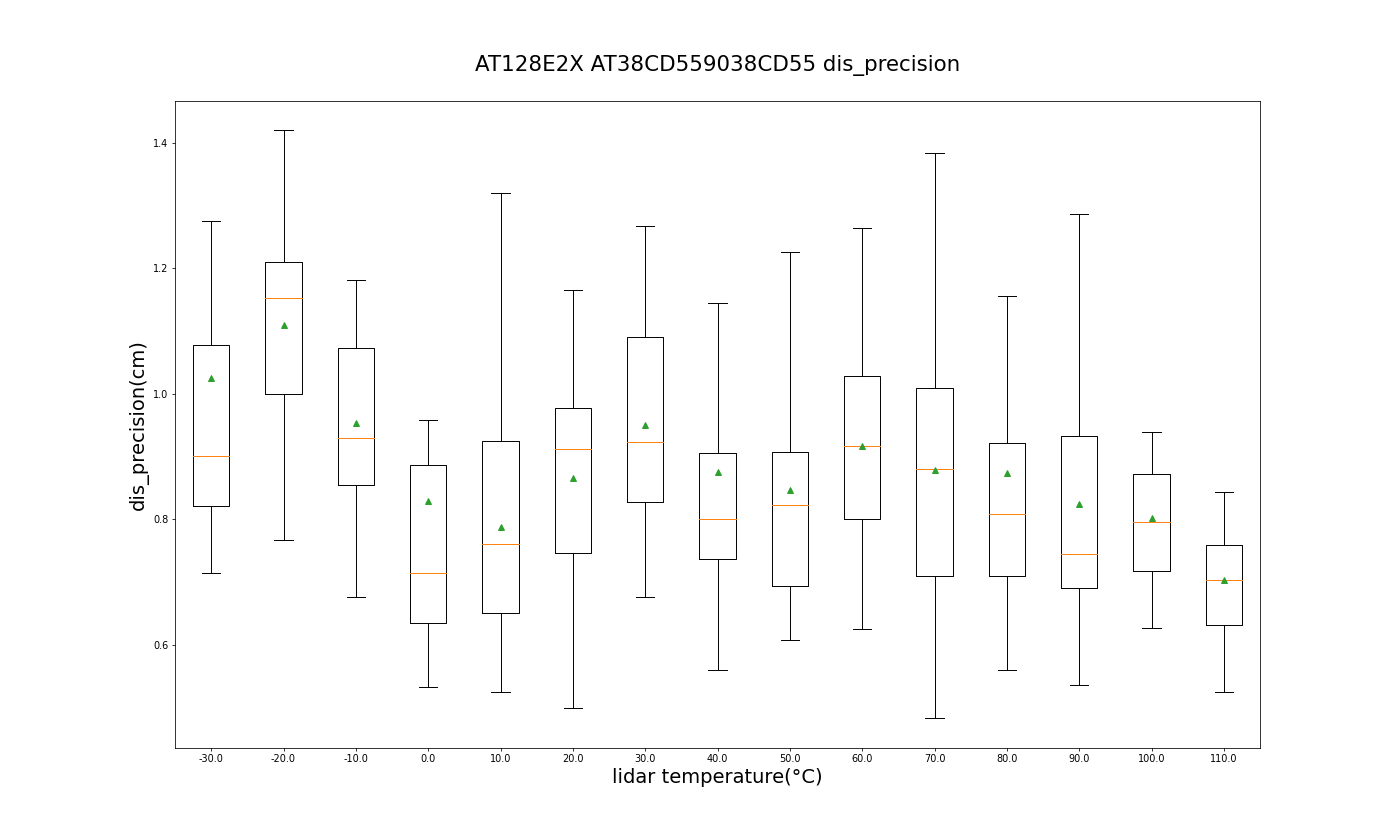 AT128E2X AT38CD559038CD55 dis_precision
dis_precision(cm)
1.4
1.2
1.0
0.8
0.6
-30.0 -20.0 -10.0 0.0 10.0 20.0 30.0 40.0 50.0 60.0 70.0 80.0 90.0 100.0 110.0
lidar temperature(°C)